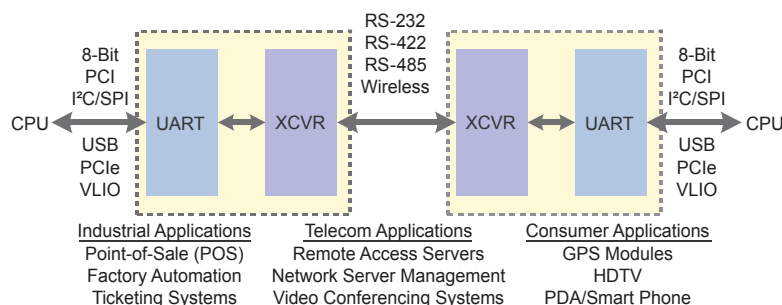 RS-232
RS-422
RS-485
Wireless
8-Bit
PCI
I²C/SPI
CPU
USB
PCIe
VLIO
UART
XCVR
XCVR
UART
8-Bit
PCI
I²C/SPI
CPU
USB
PCIe
VLIO
Industrial Applications
Point-of-Sale (POS)
Factory Automation
Ticketing Systems
Telecom Applications
Remote Access Servers
Network Server Management
Video Conferencing Systems
Consumer Applications
GPS Modules
HDTV
PDA/Smart Phone